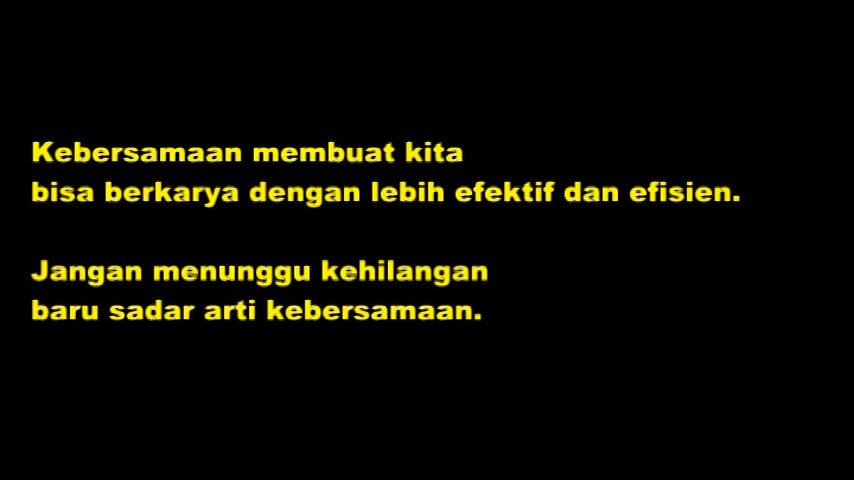 Kebersamaan membuat kita
bisa berkarya dengan lebih efektif dan efisien.
Jangan menunggu kehilangan
baru sadar arti kebersamaan.